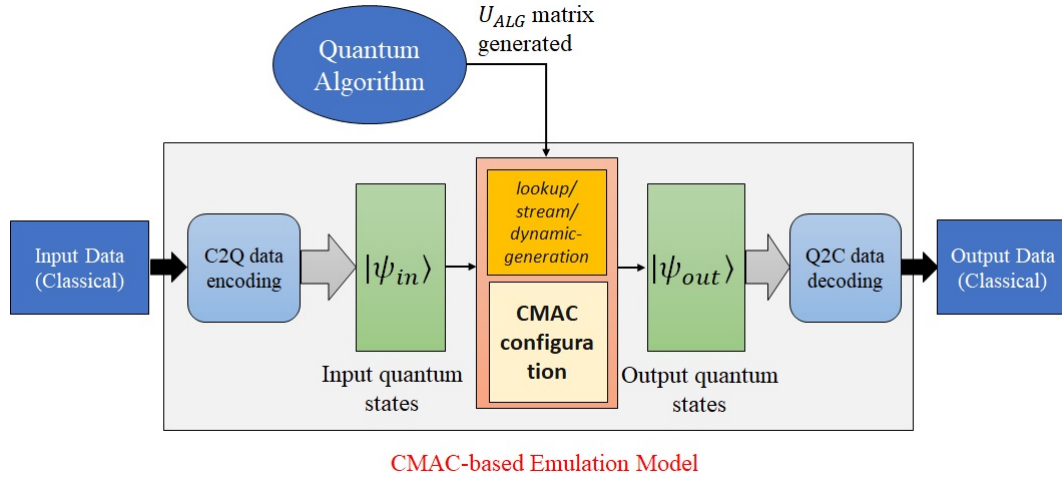 U_ALG matrix
generated
Quantum
Algorithm
Input Data
(Classical)
C2Q data
encoding
|ψ_in⟩
Input quantum
states
lookup/
stream/
dynamic-
generation
CMAC
configura
tion
|ψ_out⟩
Output quantum
states
Q2C data
decoding
Output Data
(Classical)
CMAC-based Emulation Model